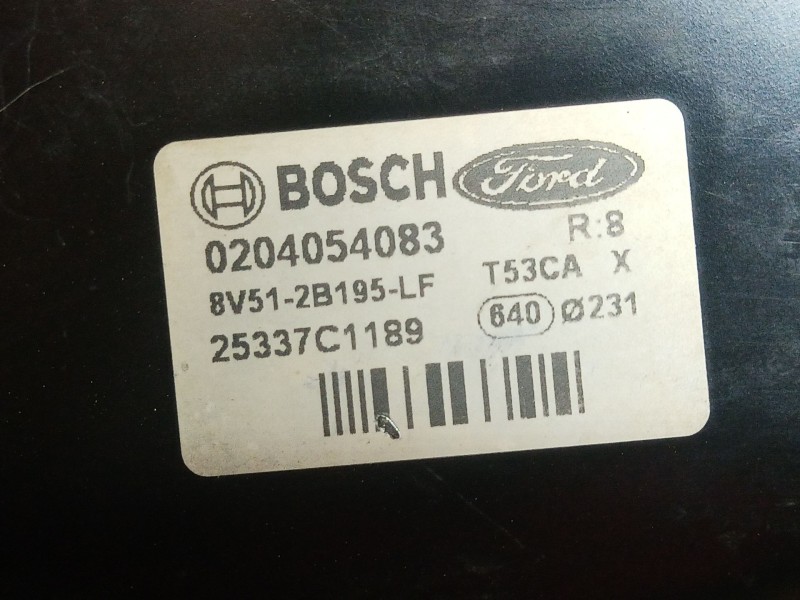 BOSCH Ford
0204054083 R:8
8V51-2B195-LF T53CA X
25337C1189 640 Ø231